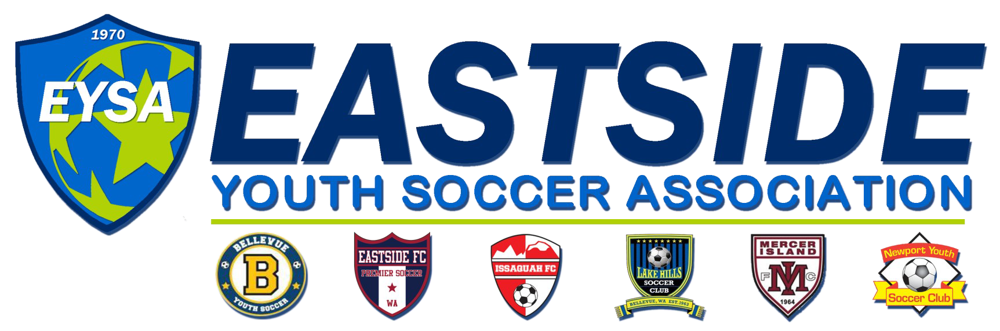 1970
EYSA
EASTSIDE
YOUTH SOCCER ASSOCIATION
BELLEVUE
B
YOUTH SOCCER
EASTSIDE FC
PREMIER SOCCER
WA
ISSAQUAH FC
LAKE HILLS
SOCCER
CLUB
BELLEVUE, WA EST.1963
MERCER
ISLAND
F IM C
1964
Newport Youth
Soccer Club